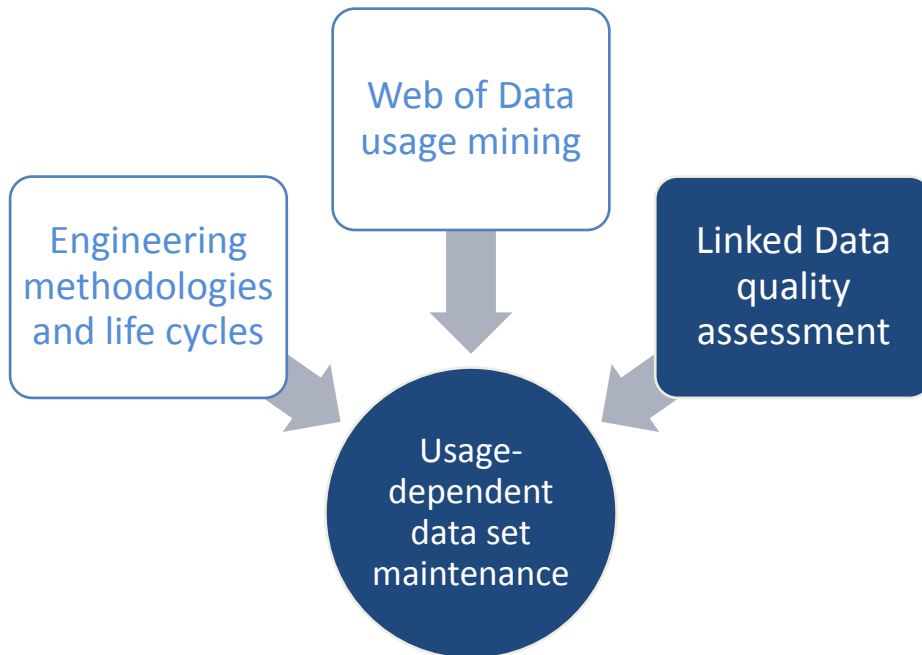 Web of Data
usage mining
Engineering
methodologies
and life cycles
Linked Data
quality
assessment
Usage-
dependent
data set
maintenance